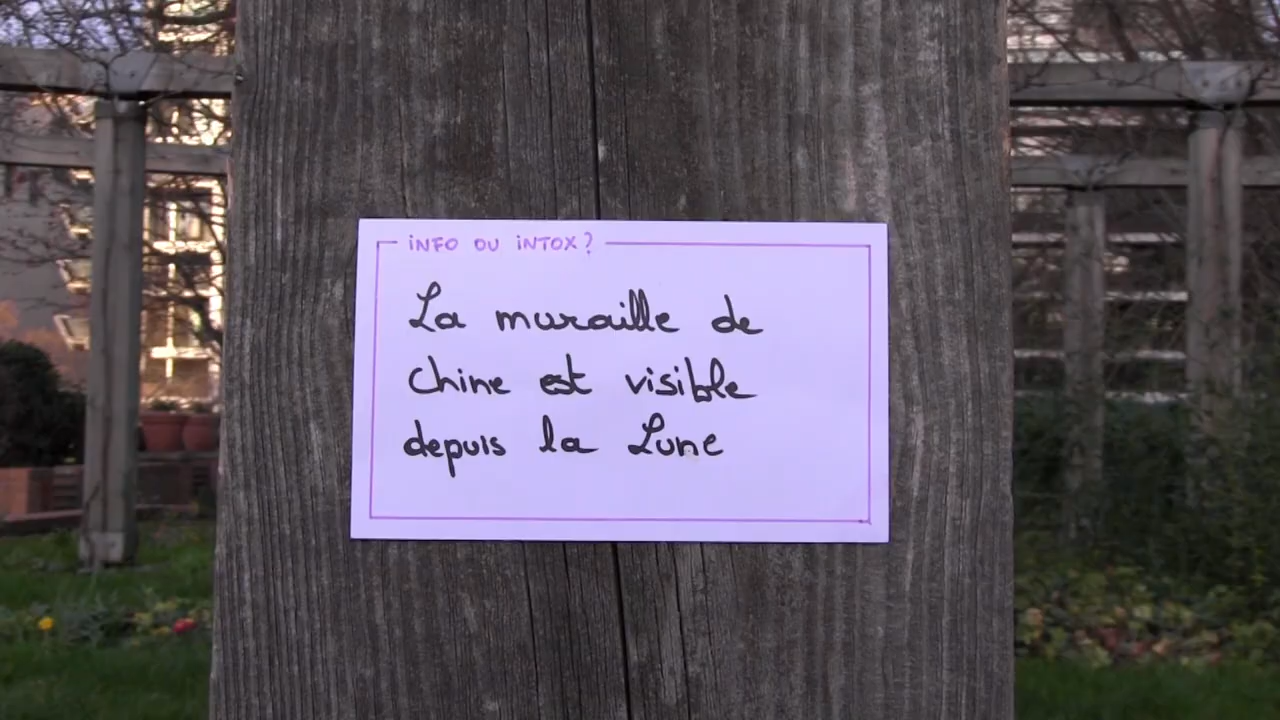 iNFO OU iNTOX?
La muraille de
Chine est visible
depuis la Lune